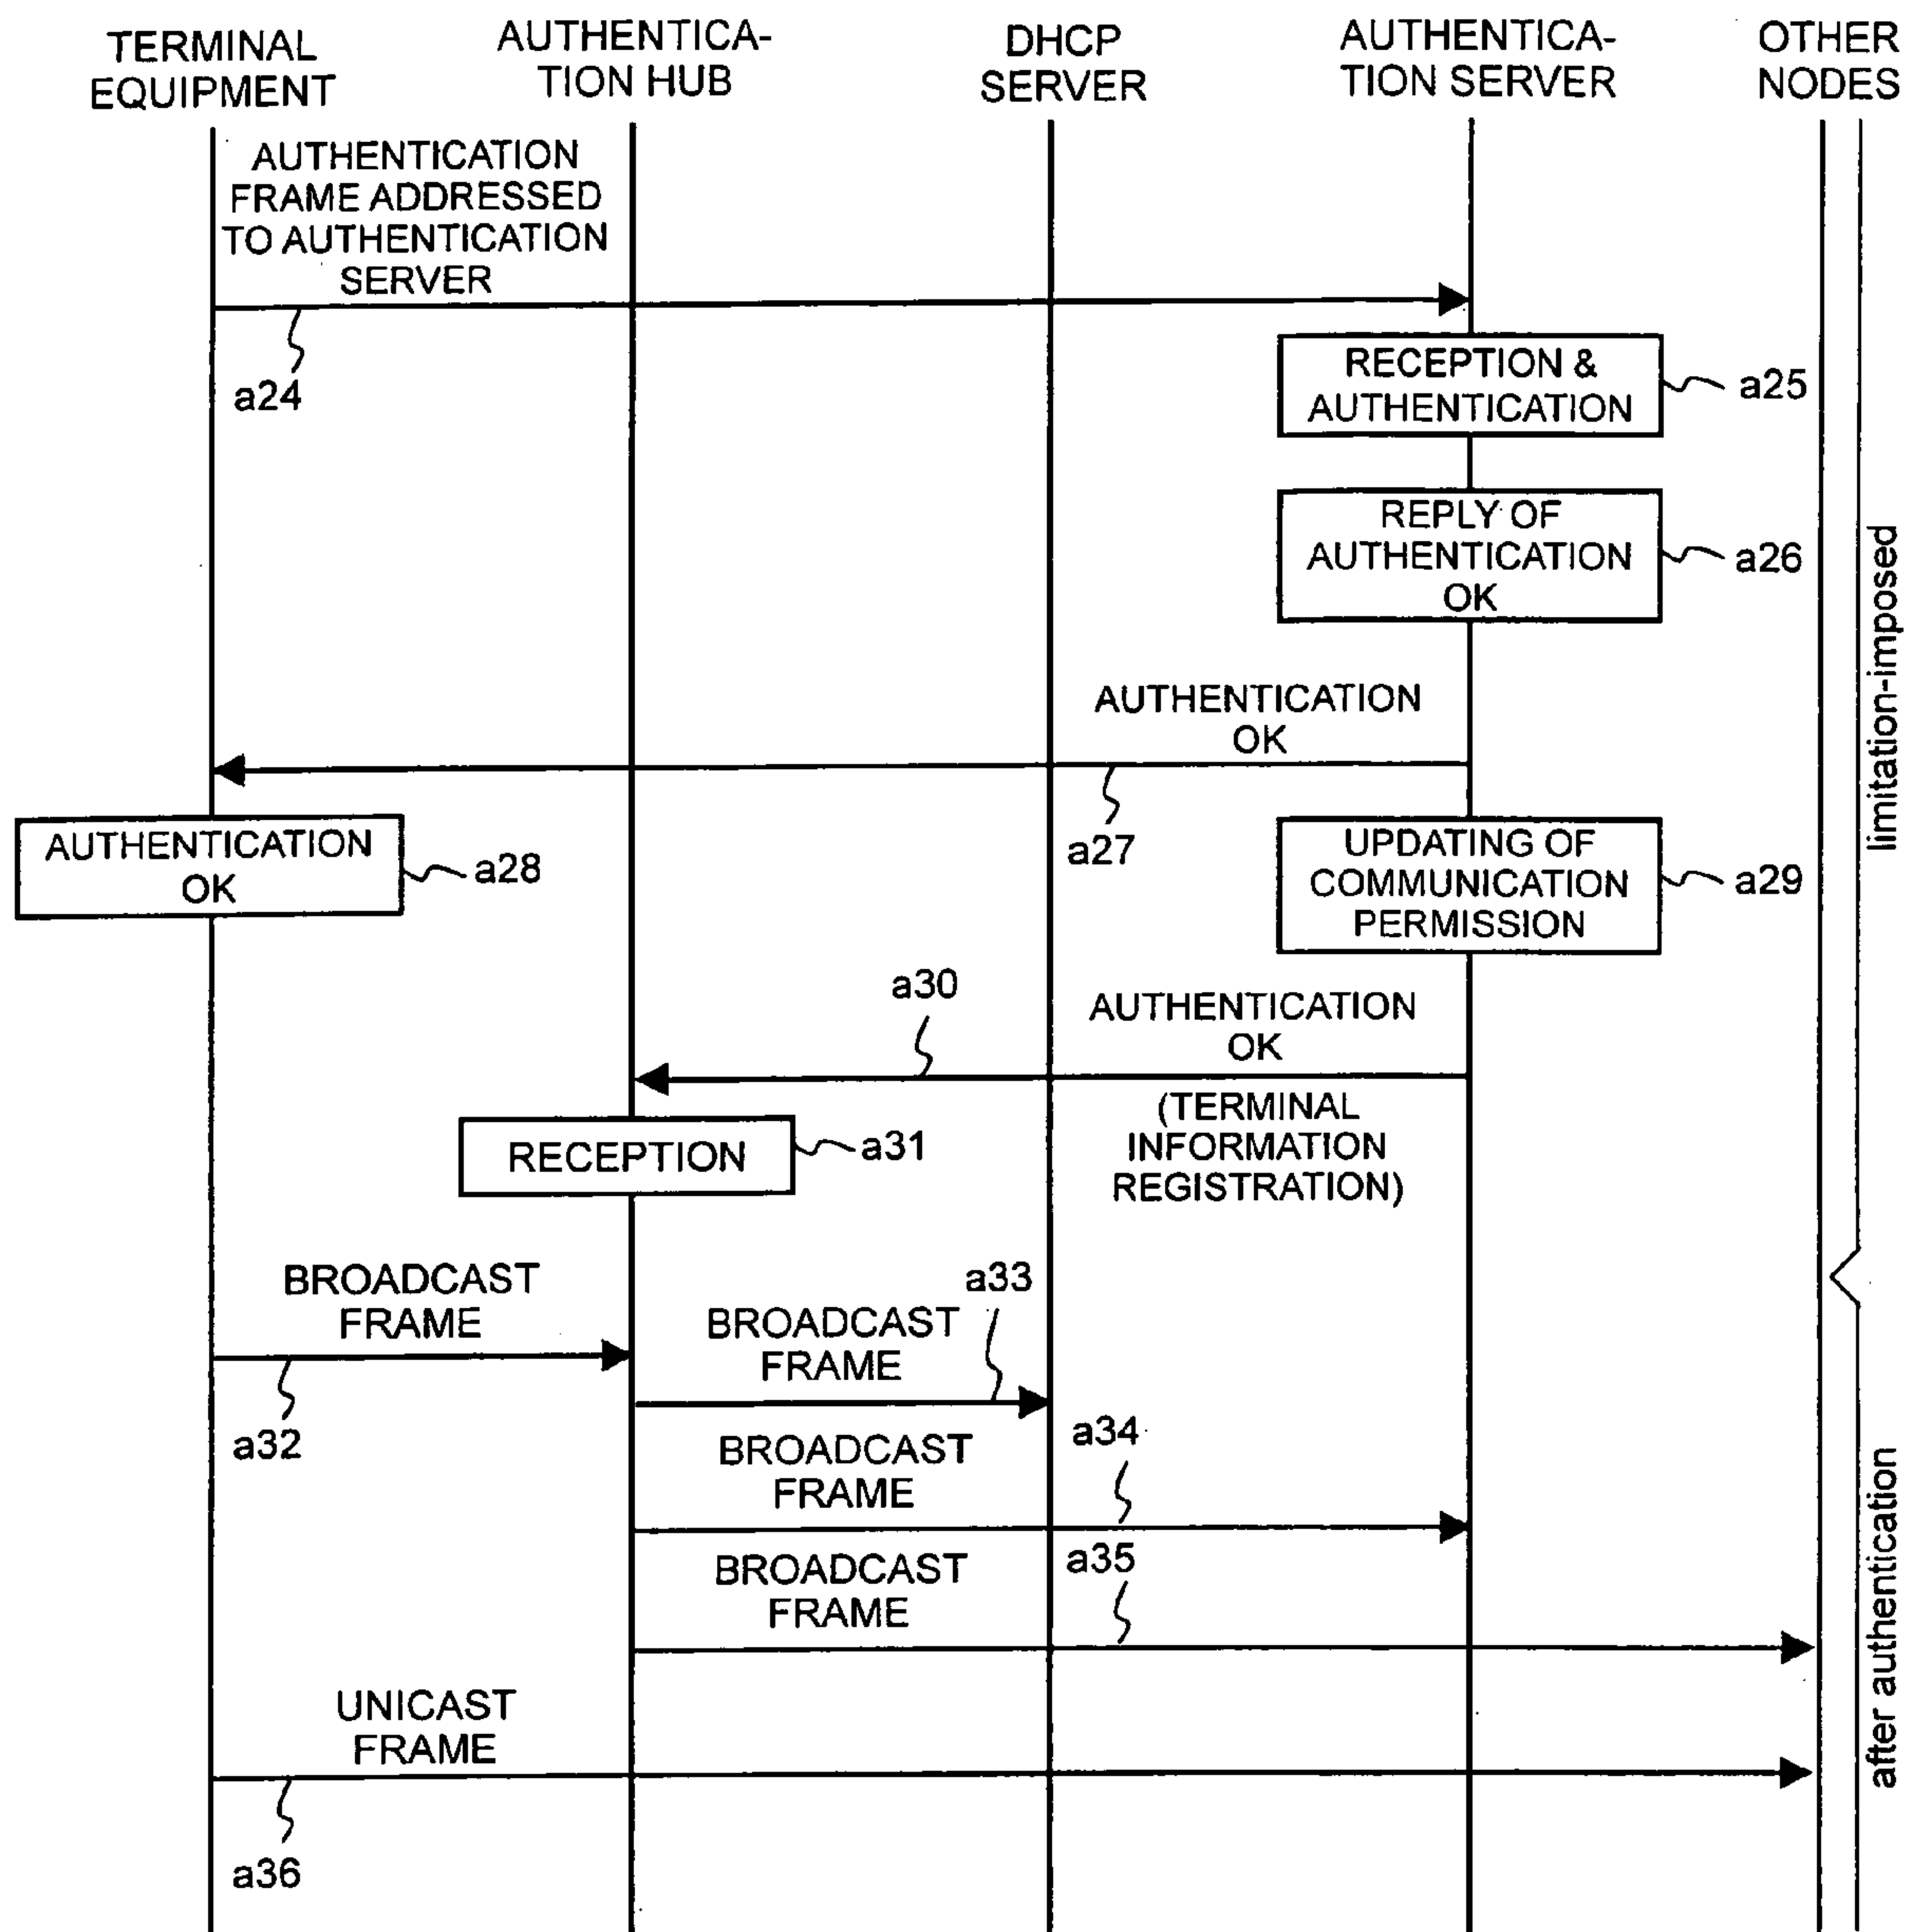 TERMINAL
EQUIPMENT
AUTHENTICA-
TION HUB
DHCP
SERVER
AUTHENTICA-
TION SERVER
OTHER
NODES
AUTHENTICATION
FRAME ADDRESSED
TO AUTHENTICATION
SERVER
a24
RECEPTION &
AUTHENTICATION
a25
REPLY OF
AUTHENTICATION
OK
a26
limitation-imposed
AUTHENTICATION
OK
a27
AUTHENTICATION
OK
a28
UPDATING OF
COMMUNICATION
PERMISSION
a29
a30
AUTHENTICATION
OK
(TERMINAL
INFORMATION
REGISTRATION)
RECEPTION
a31
BROADCAST
FRAME
a32
BROADCAST
FRAME
a33
BROADCAST
FRAME
a34
BROADCAST
FRAME
a35
after authentication
UNICAST
FRAME
a36